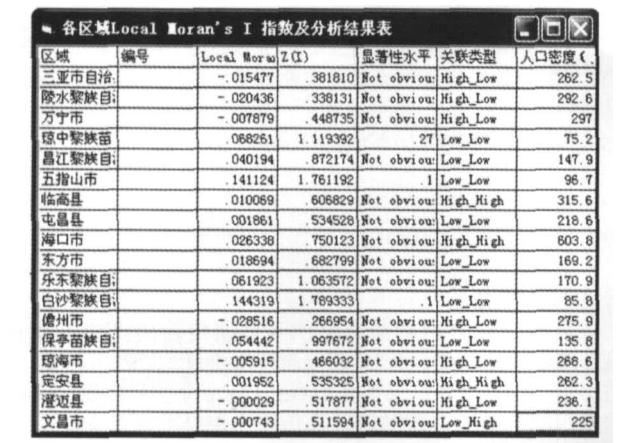 各区域Local Moran's I 指数及分析结果表
区域 编号 Local Mora Z(I) 显著性水平 关联类型 人口密度(.
三亚市自治 -.015477 .381810 Not obviou: High_Low 262.5
陵水黎族自 -.020436 .338131 Not obviou: High_Low 292.6
万宁市 -.007879 .448735 Not obviou: High_Low 297
琼中黎族苗 .068261 1.119392 .27 Low_Low 75.2
昌江黎族自 .040194 .872174 Not obviou: Low_Low 147.9
五指山市 .141124 1.761192 .1 Low_Low 96.7
临高县 .010069 .606829 Not obviou: High_High 315.6
屯昌县 .001861 .534528 Not obviou: Low_Low 218.6
海口市 .026338 .750123 Not obviou: High_High 603.8
东方市 .018694 .682799 Not obviou: Low_Low 169.2
乐东黎族自 .061923 1.063572 Not obviou: Low_Low 170.9
白沙黎族自 .144319 1.789333 .1 Low_Low 85.8
儋州市 -.028516 .266954 Not obviou: High_Low 275.9
保亭苗族自 .054442 .997672 Not obviou: Low_Low 135.8
琼海市 -.005915 .466032 Not obviou: High_Low 268.6
定安县 .001952 .535325 Not obviou: High_High 262.3
澄迈县 -.000029 .517877 Not obviou: High_Low 236.1
文昌市 -.000743 .511594 Not obviou: Low_High 225